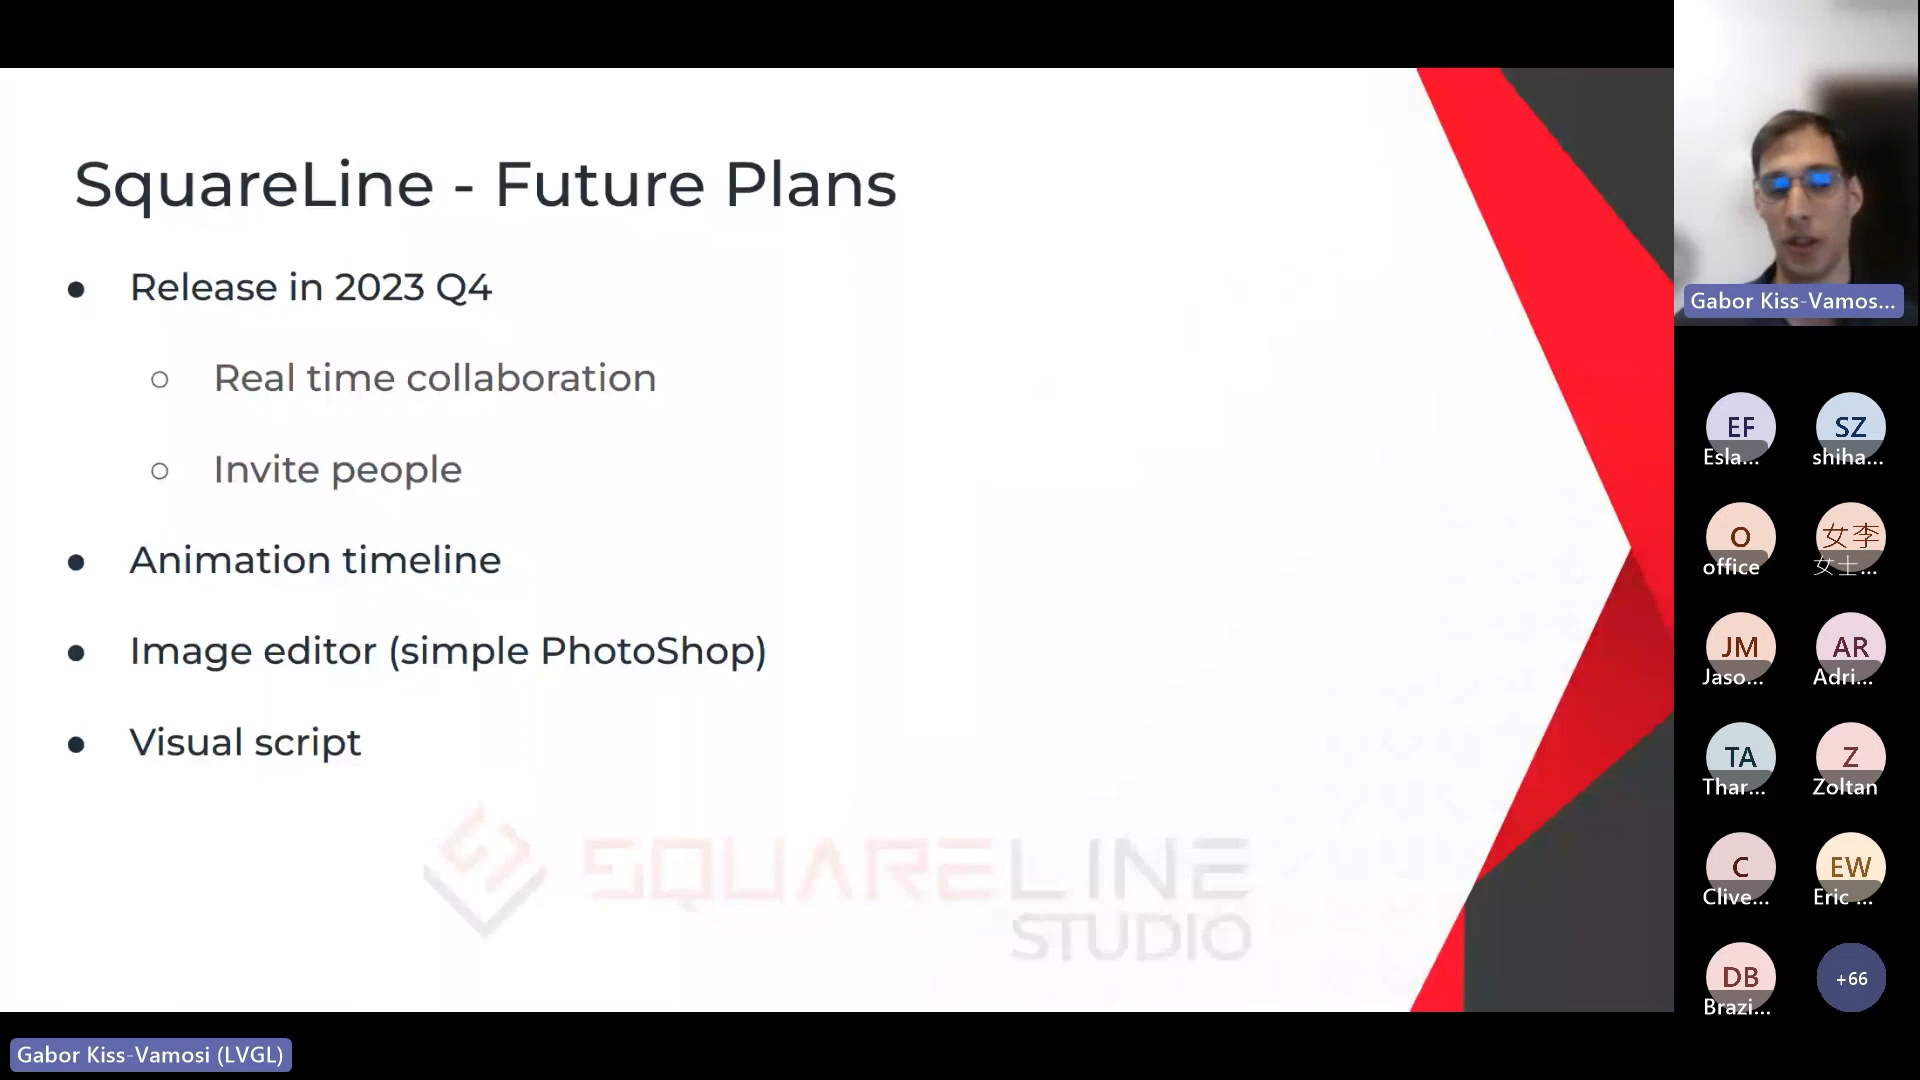 SquareLine - Future Plans
● Release in 2023 Q4
○ Real time collaboration
○ Invite people
● Animation timeline
● Image editor (simple PhotoShop)
● Visual script
SQUARELINE
STUDIO
Gabor Kiss-Vamosi (LVGL)
Gabor Kiss-Vamos...
EF
Esla...
SZ
shiha...
O
office
女李
女士...
JM
Jaso...
AR
Adri...
TA
Thar...
Z
Zoltan
C
Clive...
EW
Eric ...
DB
Brazi...
+66